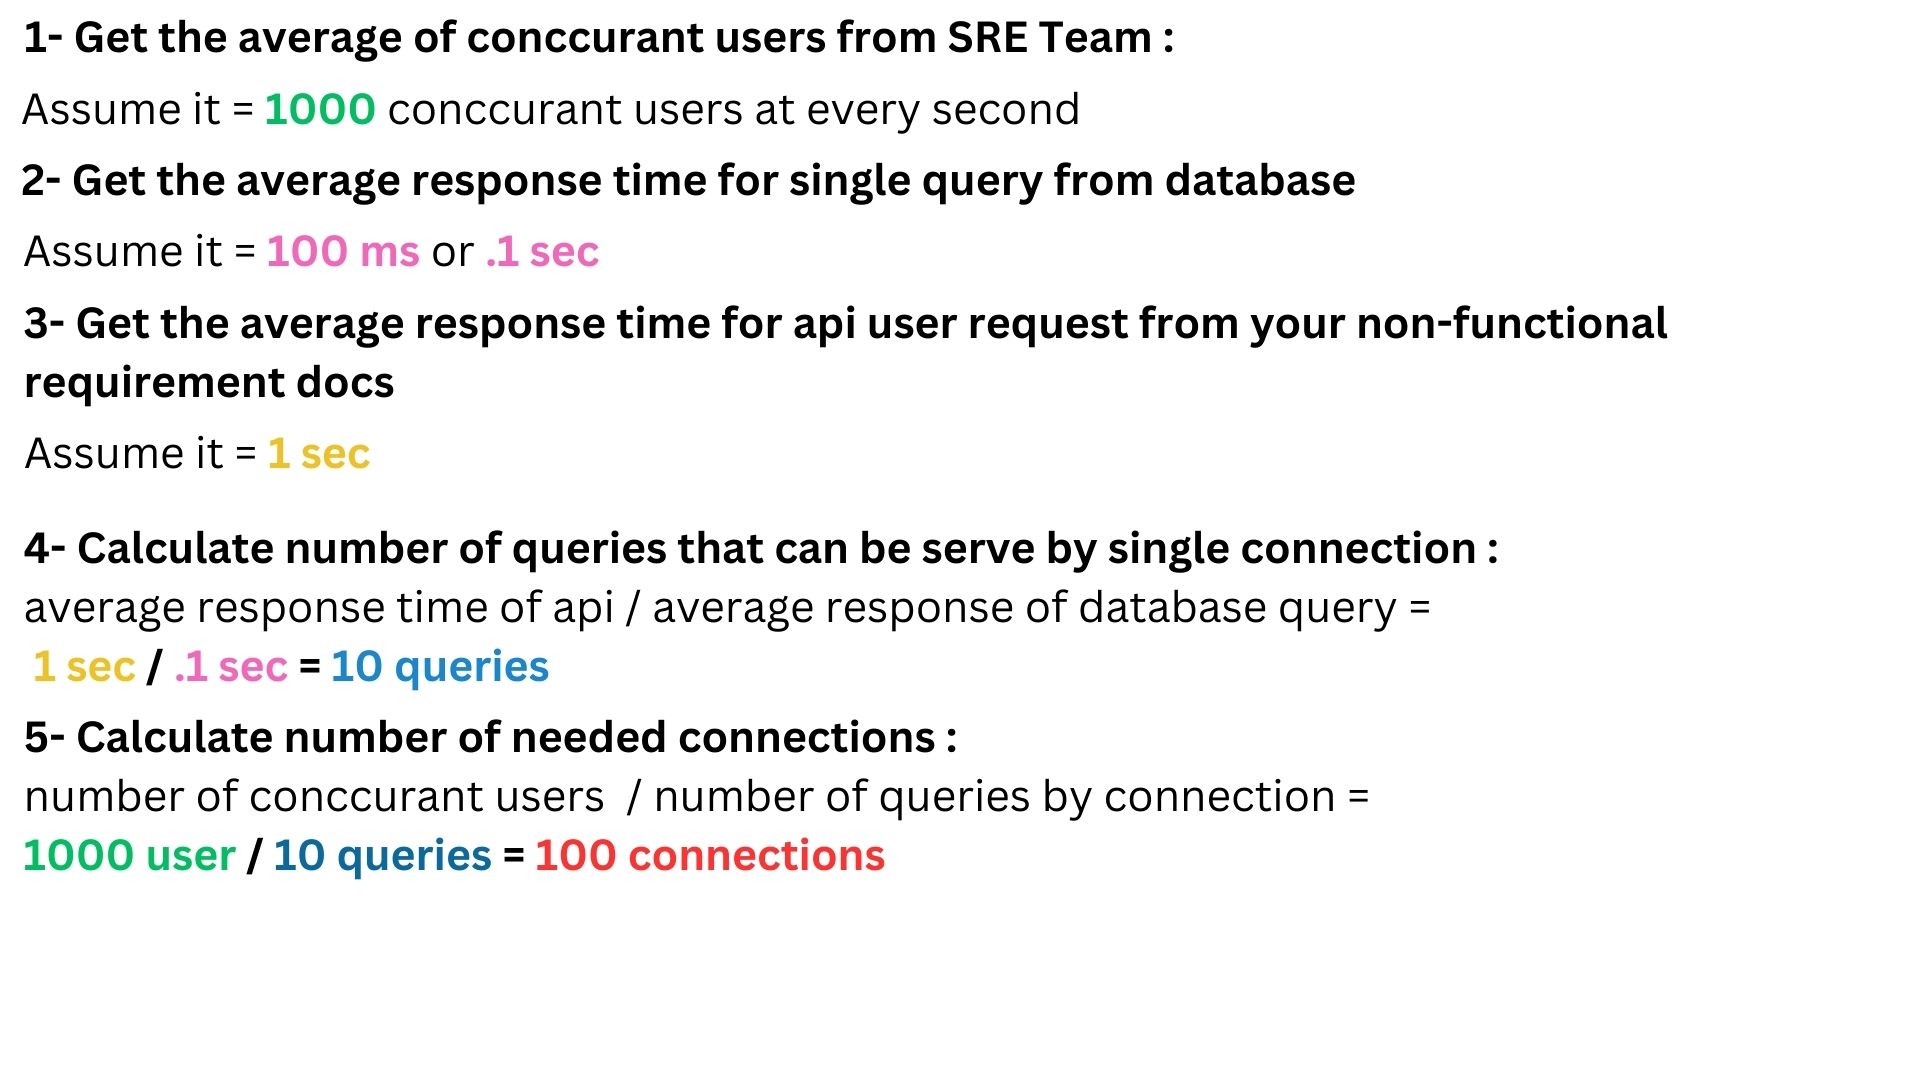 1- Get the average of conccurant users from SRE Team :
Assume it = 1000 conccurant users at every second
2- Get the average response time for single query from database
Assume it = 100 ms or .1 sec
3- Get the average response time for api user request from your non-functional
requirement docs
Assume it = 1 sec
4- Calculate number of queries that can be serve by single connection :
average response time of api / average response of database query =
1 sec / .1 sec = 10 queries
5- Calculate number of needed connections :
number of conccurant users / number of queries by connection =
1000 user / 10 queries = 100 connections